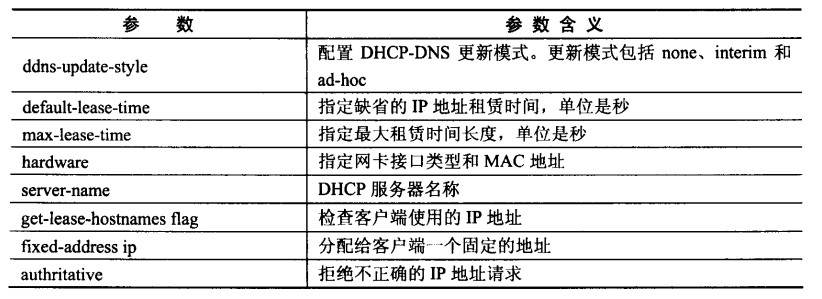 参 数 参 数 含 义
ddns-update-style 配置 DHCP-DNS 更新模式。更新模式包括 none、interim 和
ad-hoc
default-lease-time 指定缺省的 IP 地址租赁时间，单位是秒
max-lease-time 指定最大租赁时间长度，单位是秒
hardware 指定网卡接口类型和 MAC 地址
server-name DHCP 服务器名称
get-lease-hostnames flag 检查客户端使用的 IP 地址
fixed-address ip 分配给客户端一个固定的地址
authritative 拒绝不正确的 IP 地址请求